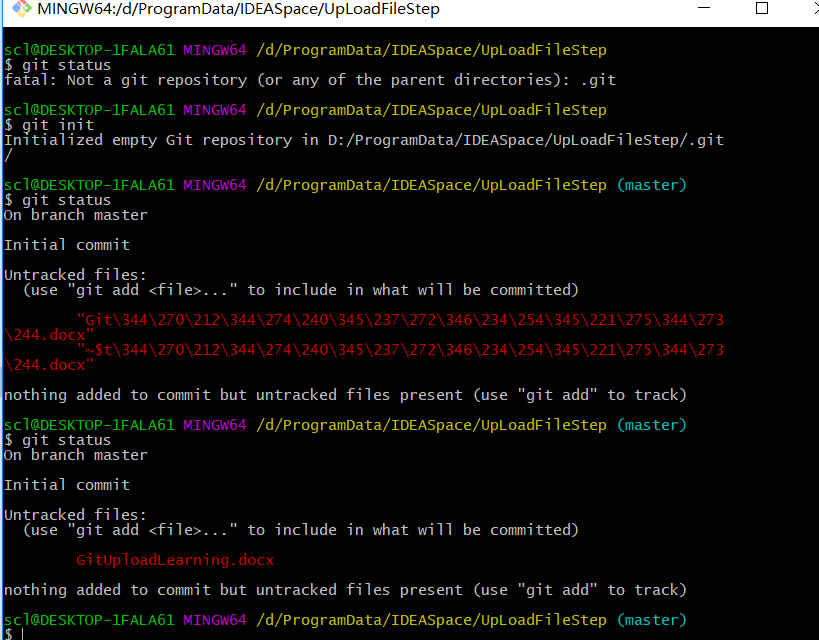 MINGW64:/d/ProgramData/IDEASpace/UpLoadFileStep
scl@DESKTOP-1FALA61 MINGW64 /d/ProgramData/IDEASpace/UpLoadFileStep
$ git status
fatal: Not a git repository (or any of the parent directories): .git
scl@DESKTOP-1FALA61 MINGW64 /d/ProgramData/IDEASpace/UpLoadFileStep
$ git init
Initialized empty Git repository in D:/ProgramData/IDEASpace/UpLoadFileStep/.git
/
scl@DESKTOP-1FALA61 MINGW64 /d/ProgramData/IDEASpace/UpLoadFileStep (master)
$ git status
On branch master
Initial commit
Untracked files:
(use "git add <file>..." to include in what will be committed)
"Git\344\270\212\344\274\240\345\237\272\346\234\254\345\221\275\344\273
\244.docx"
"~$t\344\270\212\344\274\240\345\237\272\346\234\254\345\221\275\344\273
\244.docx"
nothing added to commit but untracked files present (use "git add" to track)
scl@DESKTOP-1FALA61 MINGW64 /d/ProgramData/IDEASpace/UpLoadFileStep (master)
$ git status
On branch master
Initial commit
Untracked files:
(use "git add <file>..." to include in what will be committed)
GitUploadLearning.docx
nothing added to commit but untracked files present (use "git add" to track)
scl@DESKTOP-1FALA61 MINGW64 /d/ProgramData/IDEASpace/UpLoadFileStep (master)
$